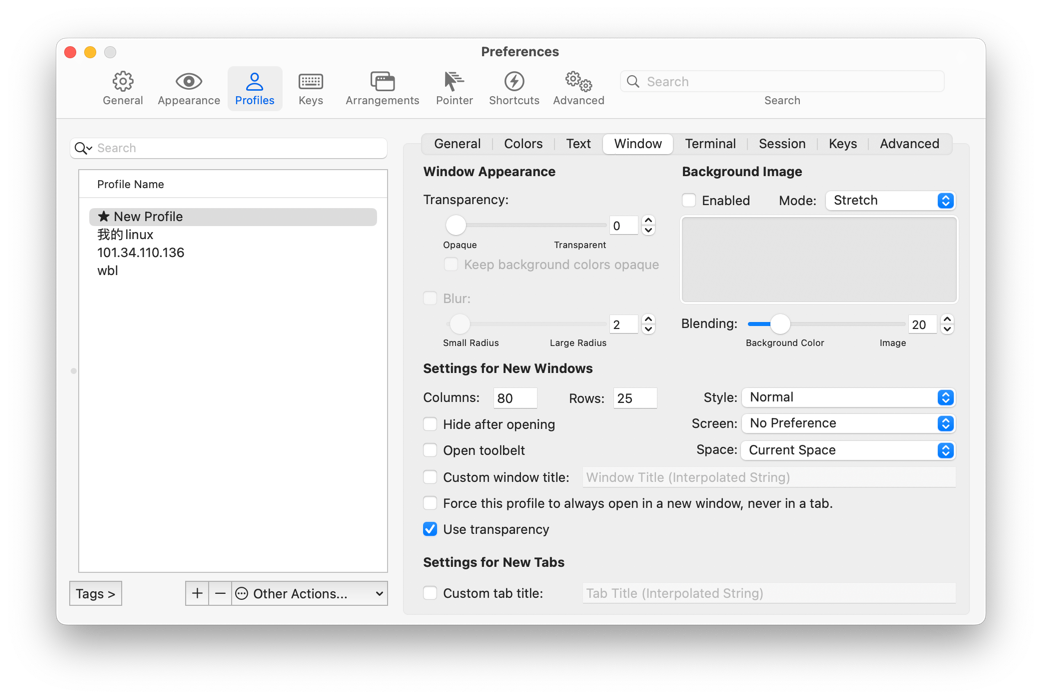 Preferences
General Appearance Profiles Keys Arrangements Pointer Shortcuts Advanced Search
Search
Search
General Colors Text Window Terminal Session Keys Advanced
Profile Name
★ New Profile
我的linux
101.34.110.136
wbl
Tags >
+ − Other Actions...
Window Appearance
Transparency:
0
Opaque Transparent
Keep background colors opaque
Blur:
2
Small Radius Large Radius
Background Image
Enabled Mode: Stretch
Blending: 20
Background Color Image
Settings for New Windows
Columns: 80 Rows: 25 Style: Normal
Hide after opening Screen: No Preference
Open toolbelt Space: Current Space
Custom window title: Window Title (Interpolated String)
Force this profile to always open in a new window, never in a tab.
Use transparency
Settings for New Tabs
Custom tab title: Tab Title (Interpolated String)